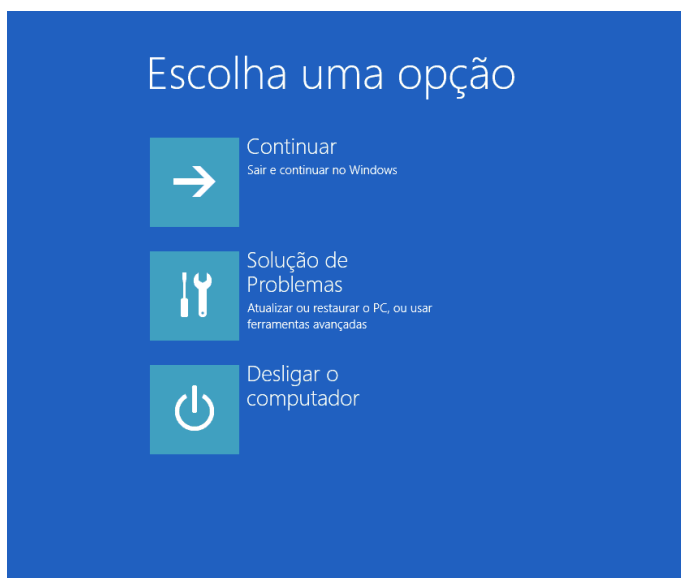 Escolha uma opção
Continuar
Sair e continuar no Windows
Solução de
Problemas
Atualizar ou restaurar o PC, ou usar
ferramentas avançadas
Desligar o
computador